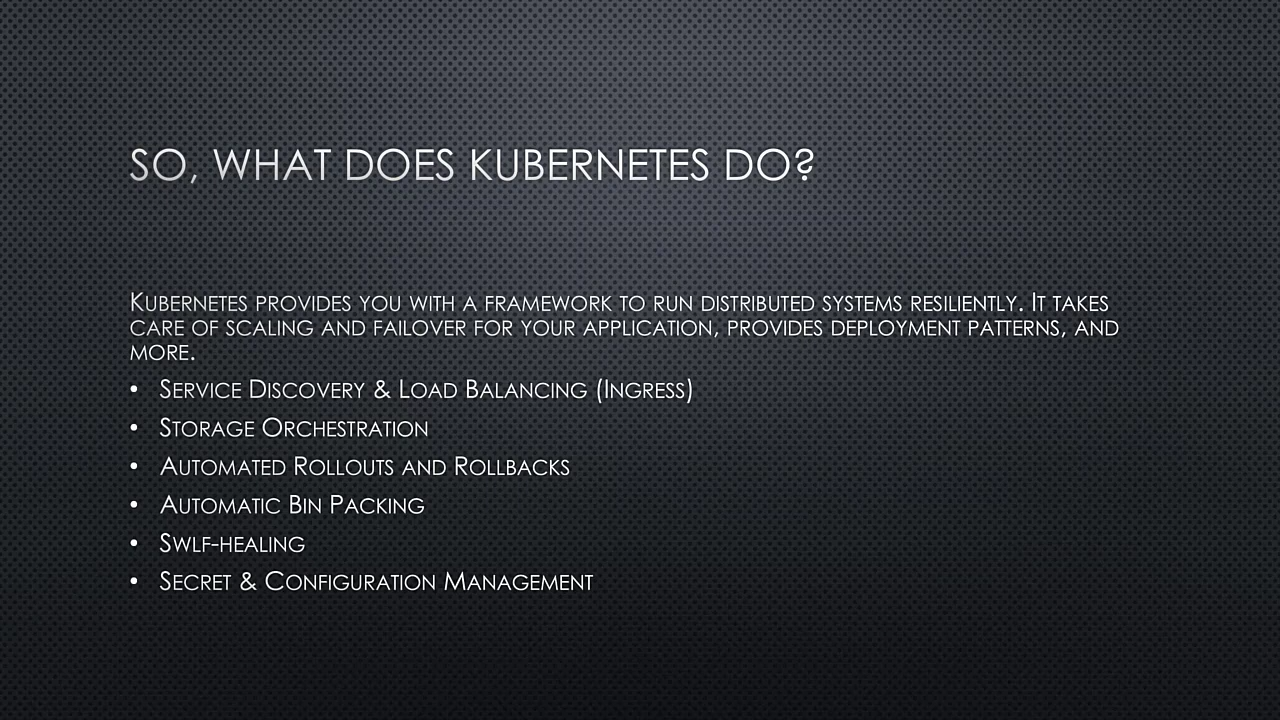 SO, WHAT DOES KUBERNETES DO?
KUBERNETES PROVIDES YOU WITH A FRAMEWORK TO RUN DISTRIBUTED SYSTEMS RESILIENTLY. IT TAKES
CARE OF SCALING AND FAILOVER FOR YOUR APPLICATION, PROVIDES DEPLOYMENT PATTERNS, AND
MORE.
• SERVICE DISCOVERY & LOAD BALANCING (INGRESS)
• STORAGE ORCHESTRATION
• AUTOMATED ROLLOUTS AND ROLLBACKS
• AUTOMATIC BIN PACKING
• SWLF-HEALING
• SECRET & CONFIGURATION MANAGEMENT